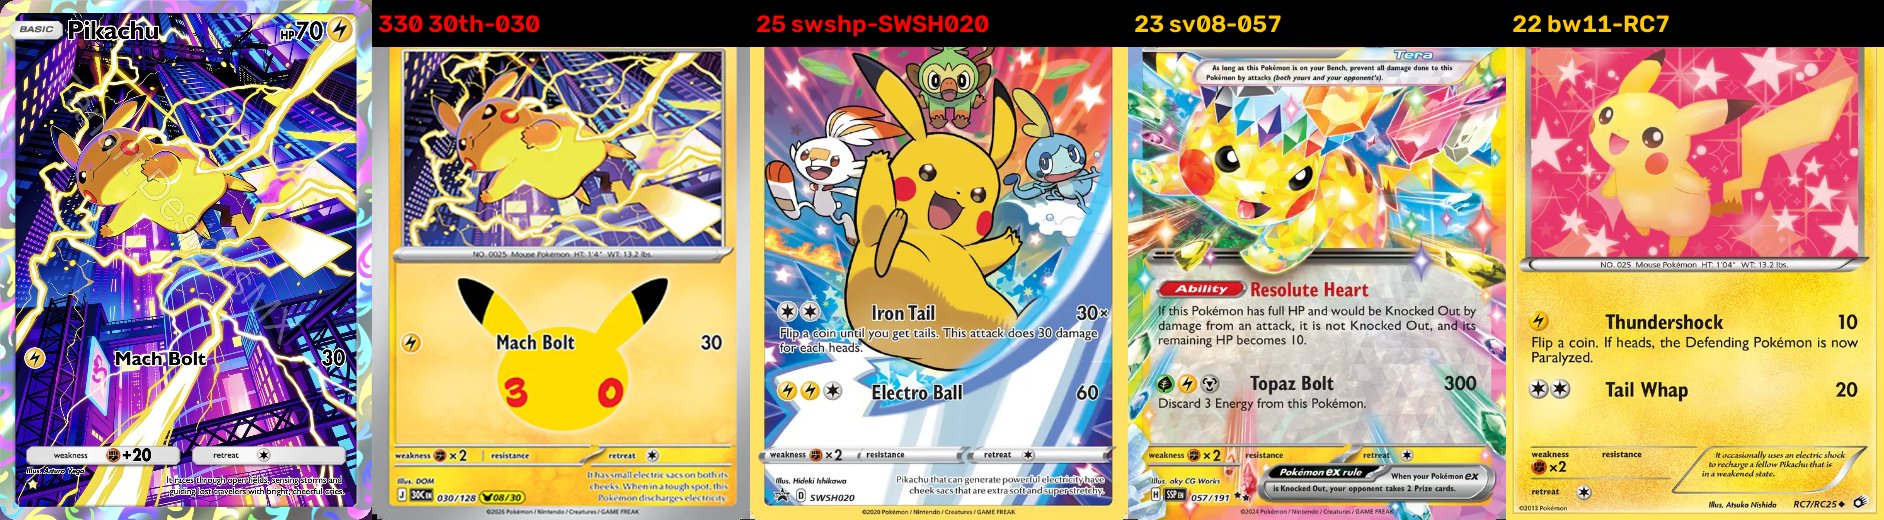 BASIC Pikachu HP70
Mach Bolt 30
weakness +20 retreat
It races through open fields, sensing storms and
guiding lost travelers with bright, cheerful cries.
330 30th-030
NO. 0025 Mouse Pokémon HT: 1'4" WT: 13.2 lbs.
Mach Bolt 30
3 0
weakness ×2 resistance retreat
Illus. DOM
It has small electric sacs on both its
cheeks. When in a tough spot, this
Pokémon discharges electricity.
J 030/128 08/30
©2026 Pokémon / Nintendo / Creatures / GAME FREAK
25 swshp-SWSH020
Iron Tail 30×
Flip a coin until you get tails. This attack does 30 damage
for each heads.
Electro Ball 60
weakness ×2 resistance retreat
Illus. Hideki Ishikawa
Pikachu that can generate powerful electricity have
cheek sacs that are extra soft and super stretchy.
D SWSH020
©2020 Pokémon / Nintendo / Creatures / GAME FREAK
23 sv08-057
Tera
As long as this Pokémon is on your Bench, prevent all damage done to this
Pokémon by attacks (both yours and your opponent's).
Ability Resolute Heart
If this Pokémon has full HP and would be Knocked Out by
damage from an attack, it is not Knocked Out, and its
remaining HP becomes 10.
Topaz Bolt 300
Discard 3 Energy from this Pokémon.
weakness ×2 resistance retreat
Illus. aky CG Works
Pokémon ex rule When your Pokémon ex
is Knocked Out, your opponent takes 2 Prize cards.
H SSP EN 057/191
©2024 Pokémon / Nintendo / Creatures / GAME FREAK
22 bw11-RC7
NO. 025 Mouse Pokémon HT: 1'04" WT: 13.2 lbs.
Thundershock 10
Flip a coin. If heads, the Defending Pokémon is now
Paralyzed.
Tail Whap 20
weakness resistance
×2
retreat
It occasionally uses an electric shock
to recharge a fellow Pikachu that is
in a weakened state.
Illus. Atsuko Nishida RC7/RC25
©2013 Pokémon